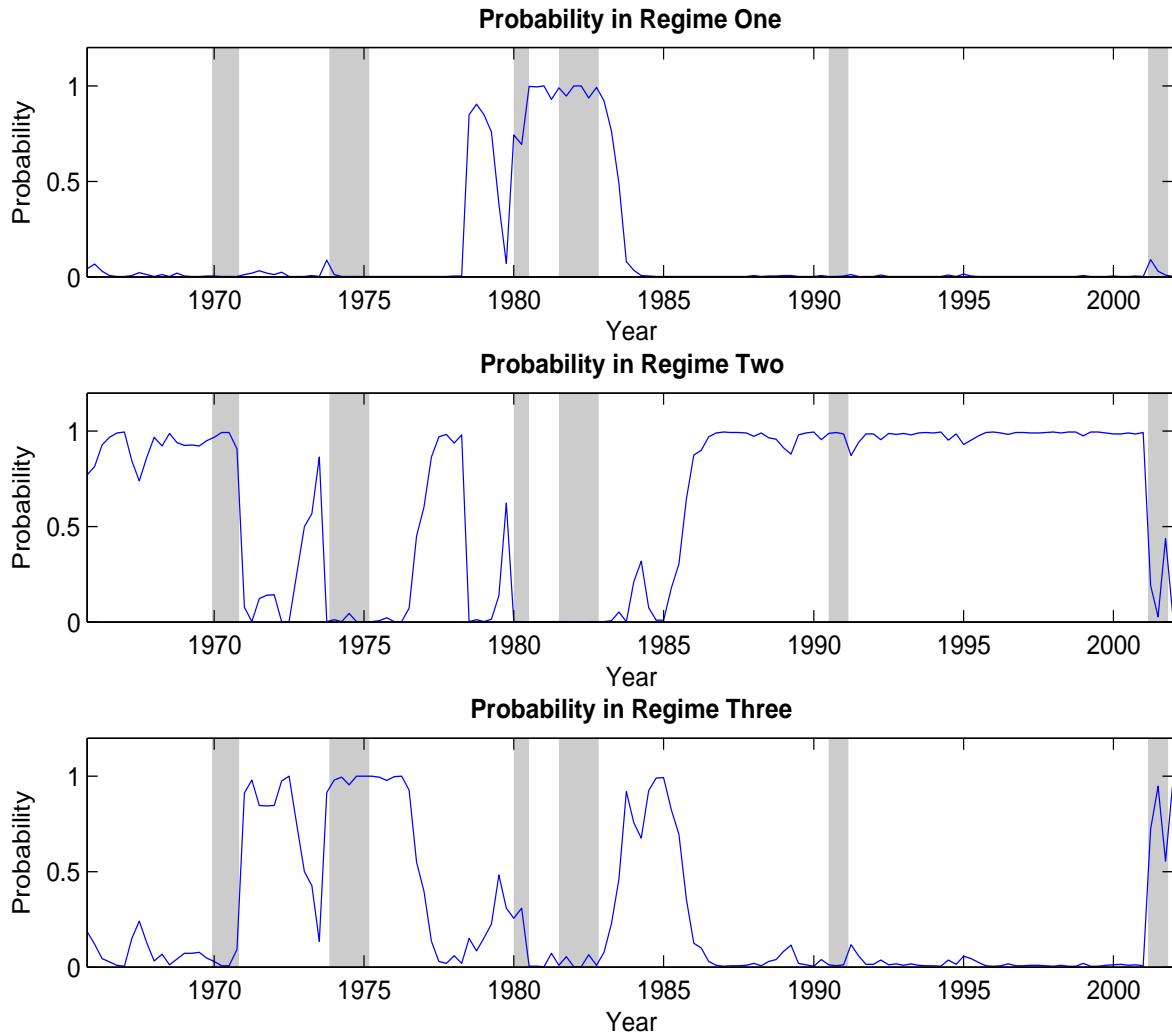 Probability in Regime One
Probability
1
0.5
0
1970 1975 1980 1985 1990 1995 2000
Year
Probability in Regime Two
Probability
1
0.5
0
1970 1975 1980 1985 1990 1995 2000
Year
Probability in Regime Three
Probability
1
0.5
0
1970 1975 1980 1985 1990 1995 2000
Year